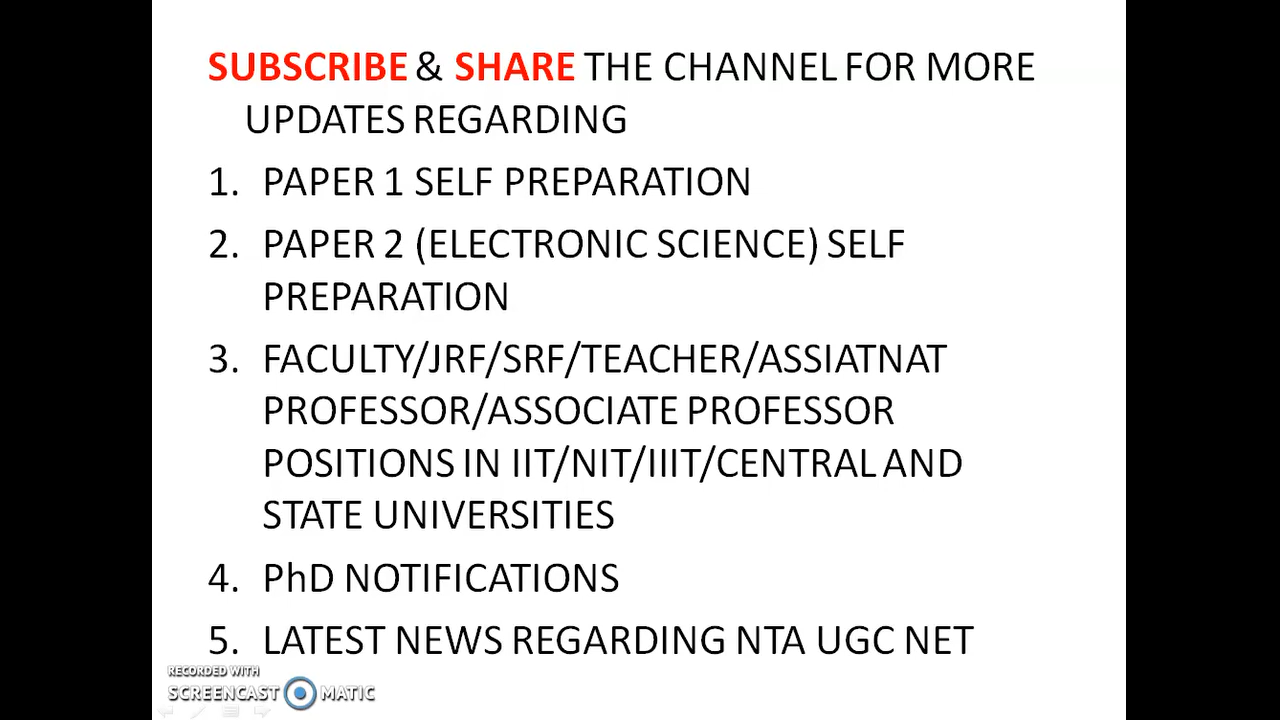 SUBSCRIBE & SHARE THE CHANNEL FOR MORE
UPDATES REGARDING
1. PAPER 1 SELF PREPARATION
2. PAPER 2 (ELECTRONIC SCIENCE) SELF
PREPARATION
3. FACULTY/JRF/SRF/TEACHER/ASSIATNAT
PROFESSOR/ASSOCIATE PROFESSOR
POSITIONS IN IIT/NIT/IIIT/CENTRAL AND
STATE UNIVERSITIES
4. PhD NOTIFICATIONS
5. LATEST NEWS REGARDING NTA UGC NET
RECORDED WITH
SCREENCAST MATIC